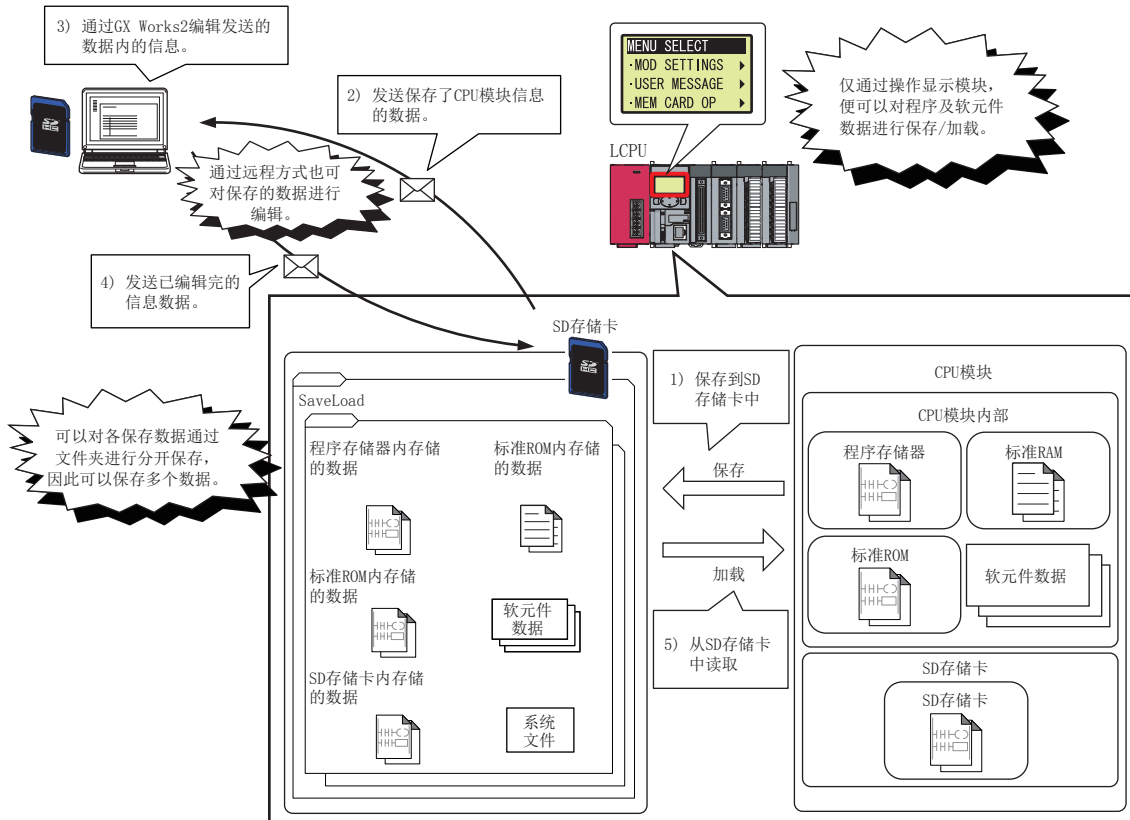 3) 通过GX Works2编辑发送的
数据内的信息。
2) 发送保存了CPU模块信息
的数据。
MENU SELECT
·MOD SETTINGS
·USER MESSAGE
·MEM CARD OP
仅通过操作显示模块，
便可以对程序及软元件
数据进行保存/加载。
LCPU
通过远程方式也可
对保存的数据进行
编辑。
4) 发送已编辑完的
信息数据。
SD存储卡
SaveLoad
可以对各保存数据通过
文件夹进行分开保存，
因此可以保存多个数据。
程序存储器内存储
的数据
标准ROM内存储
的数据
标准ROM内存储
的数据
软元件
数据
SD存储卡内存储
的数据
系统
文件
1) 保存到SD
存储卡中
保存
加载
5) 从SD存储卡
中读取
CPU模块
CPU模块内部
程序存储器
标准RAM
标准ROM
软元件数据
SD存储卡
SD存储卡